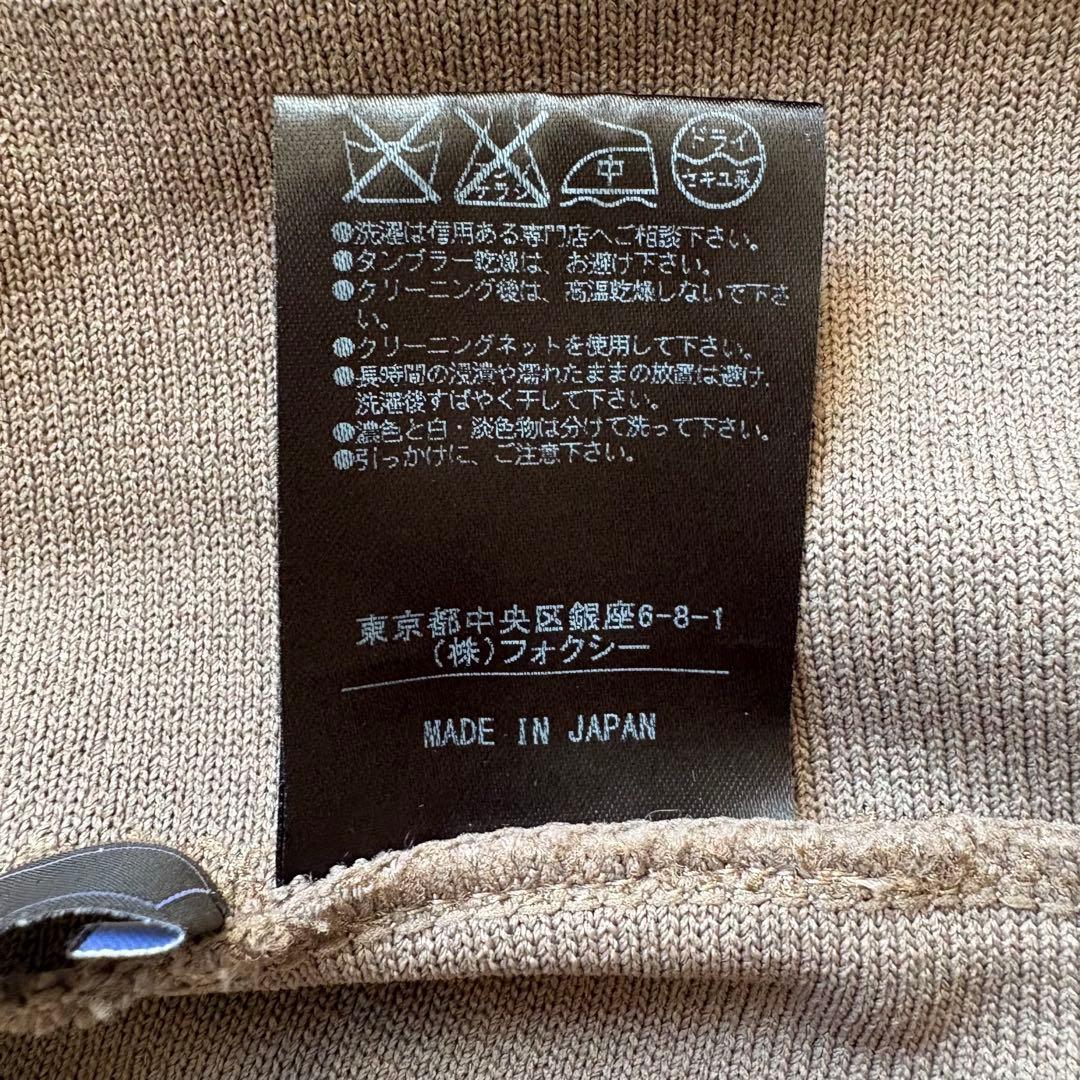 エンソ
サラシ
中
ドライ
セキユ系
●洗濯は信用ある専門店へご相談下さい。
●タンブラー乾燥は、お避け下さい。
●クリーニング後は、高温乾燥しないで下さ
い。
●クリーニングネットを使用して下さい。
●長時間の浸漬や濡れたままの放置は避け、
洗濯後すばやく干して下さい。
●濃色と白・淡色物は分けて洗って下さい。
●引っかけに、ご注意下さい。
東京都中央区銀座6-8-1
(株)フォクシー
MADE IN JAPAN